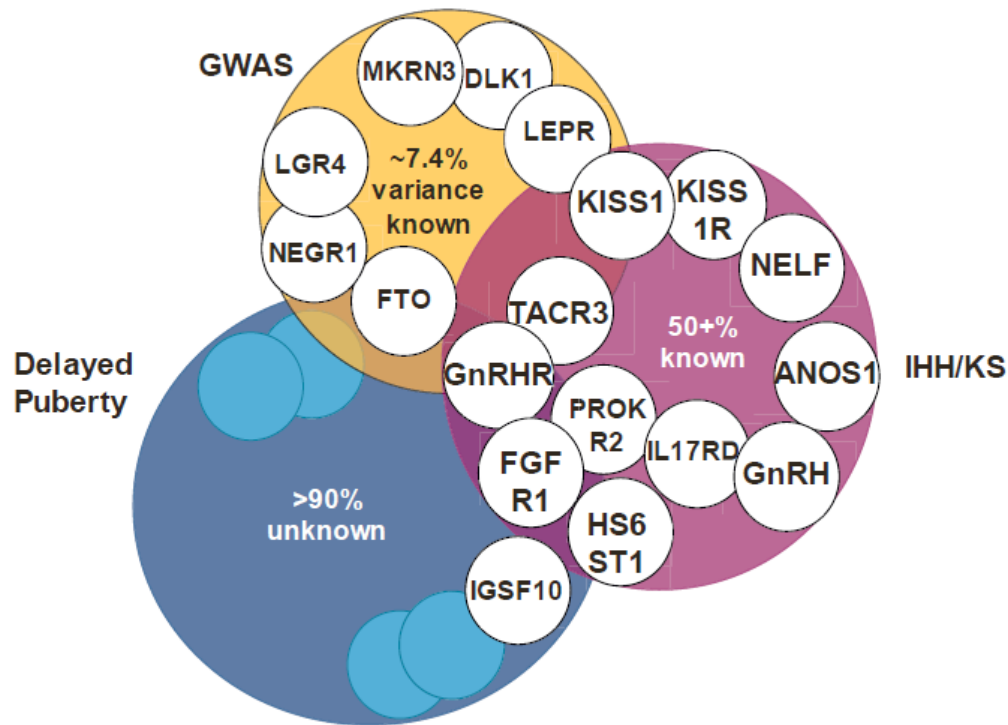 GWAS
MKRN3
DLK1
LEPR
LGR4
~7.4%
variance
known
KISS1
KISS
1R
NEGR1
NELF
FTO
TACR3
50+%
known
Delayed
Puberty
GnRHR
ANOS1
IHH/KS
PROK
R2
IL17RD
FGF
R1
GnRH
>90%
unknown
HS6
ST1
IGSF10